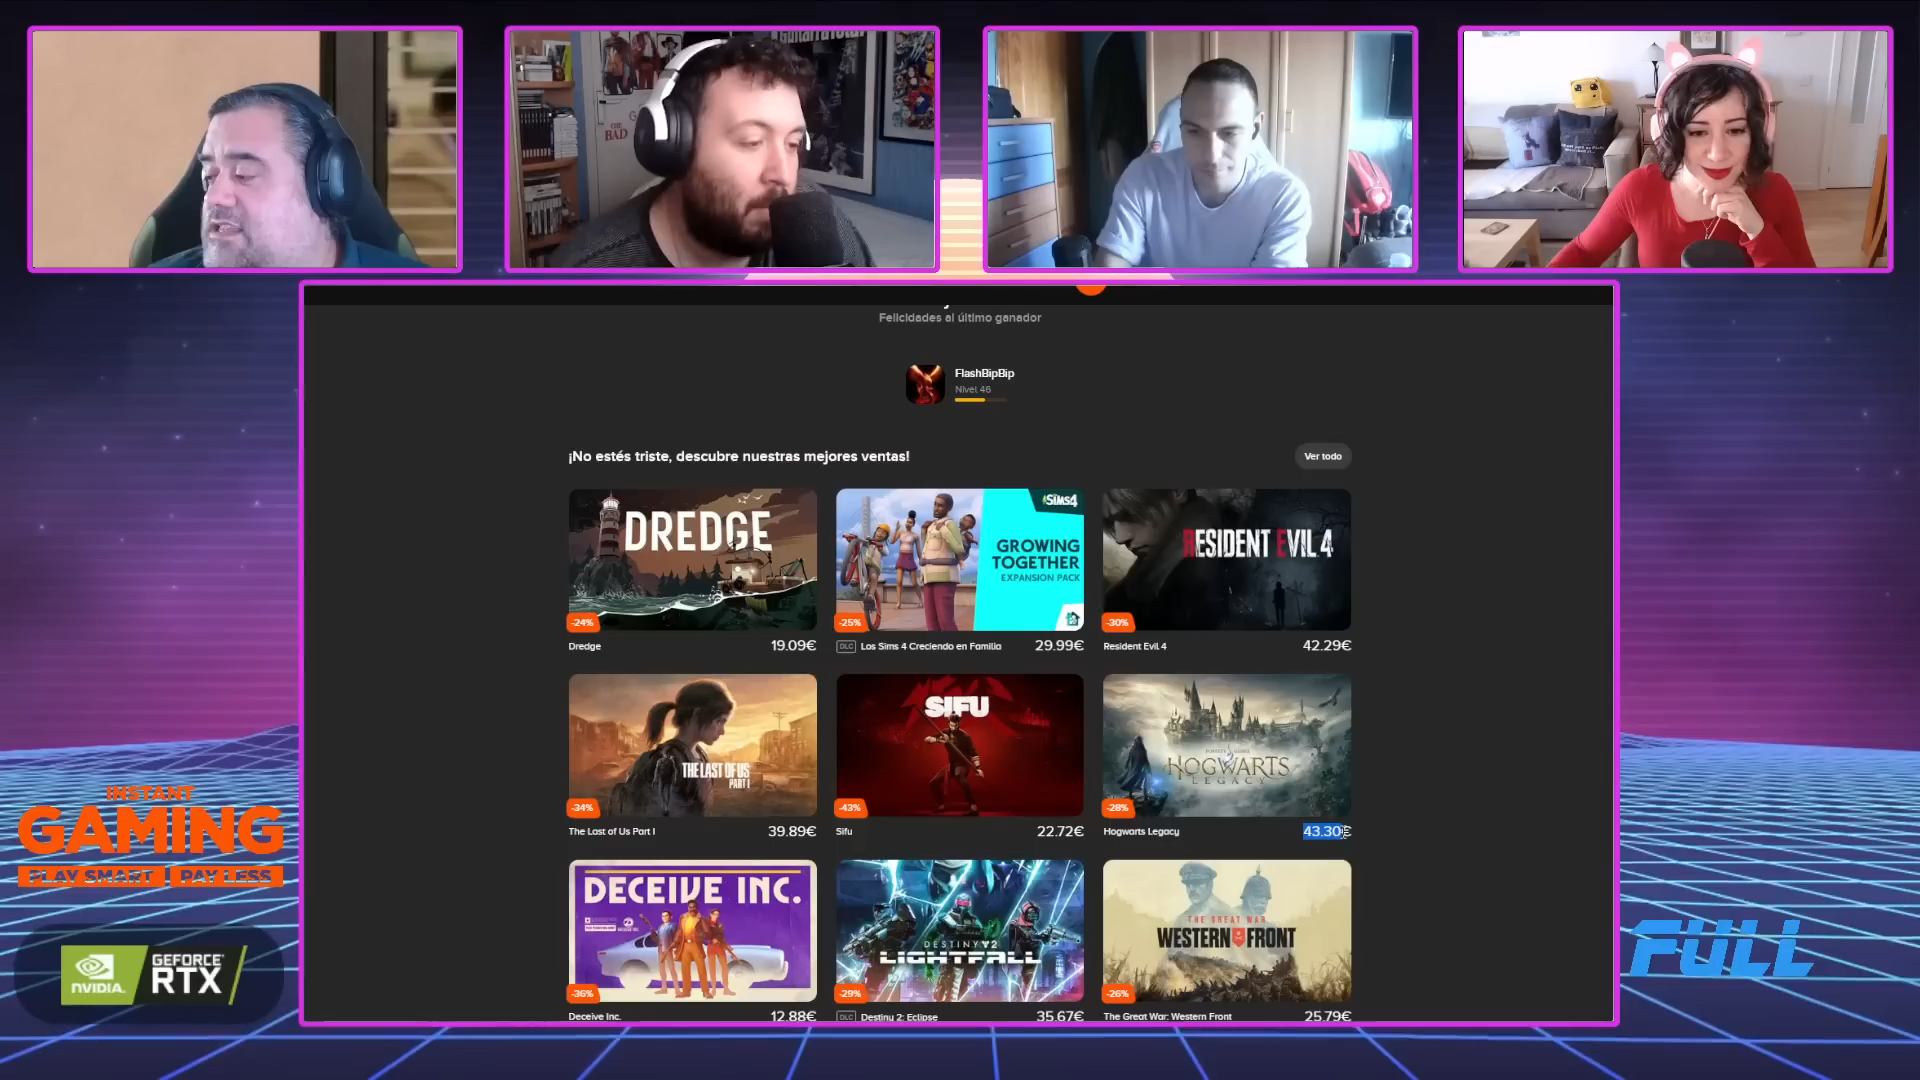 THE
BAD
Felicidades al último ganador
FlashBipBip
Nivel 46
¡No estés triste, descubre nuestras mejores ventas!
Ver todo
DREDGE
-24%
Dredge
19.09€
SIMS4
GROWING
TOGETHER
EXPANSION PACK
-25%
DLC
Los Sims 4 Creciendo en Familia
29.99€
RESIDENT EVIL 4
-30%
Resident Evil 4
42.29€
THE LAST OF US
PART I
-34%
The Last of Us Part I
39.89€
SIFU
-43%
Sifu
22.72€
HOGWARTS
LEGACY
-28%
Hogwarts Legacy
43.30€
DECEIVE INC.
-36%
Deceive Inc.
12.88€
DESTINY 2
LIGHTFALL
-29%
DLC
Destiny 2: Eclipse
35.67€
THE GREAT WAR
WESTERN FRONT
-26%
The Great War: Western Front
25.79€
INSTANT
GAMING
PLAY SMART
PAY LESS
NVIDIA.
GEFORCE
RTX
FULL